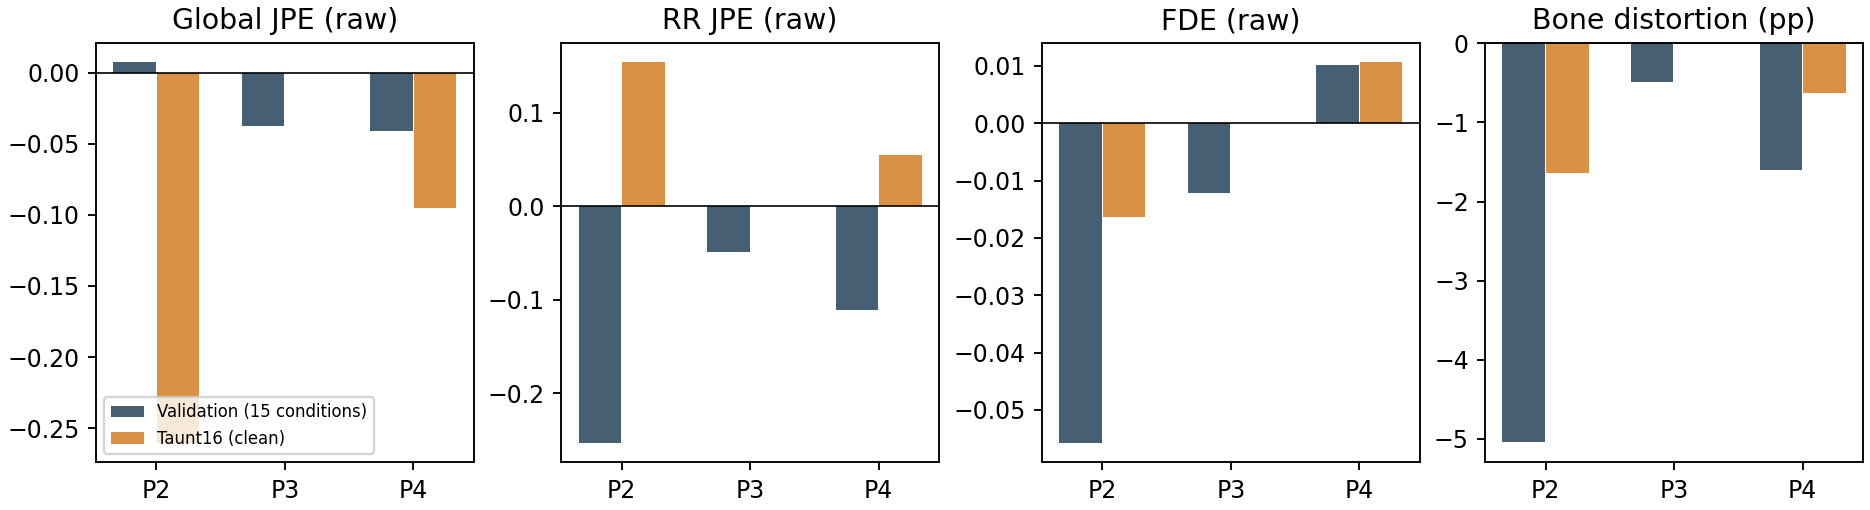 Global JPE (raw)
0.00
−0.05
−0.10
−0.15
−0.20
−0.25
Validation (15 conditions)
Taunt16 (clean)
P2 P3 P4
RR JPE (raw)
0.1
0.0
−0.1
−0.2
P2 P3 P4
FDE (raw)
0.01
0.00
−0.01
−0.02
−0.03
−0.04
−0.05
P2 P3 P4
Bone distortion (pp)
0
−1
−2
−3
−4
−5
P2 P3 P4